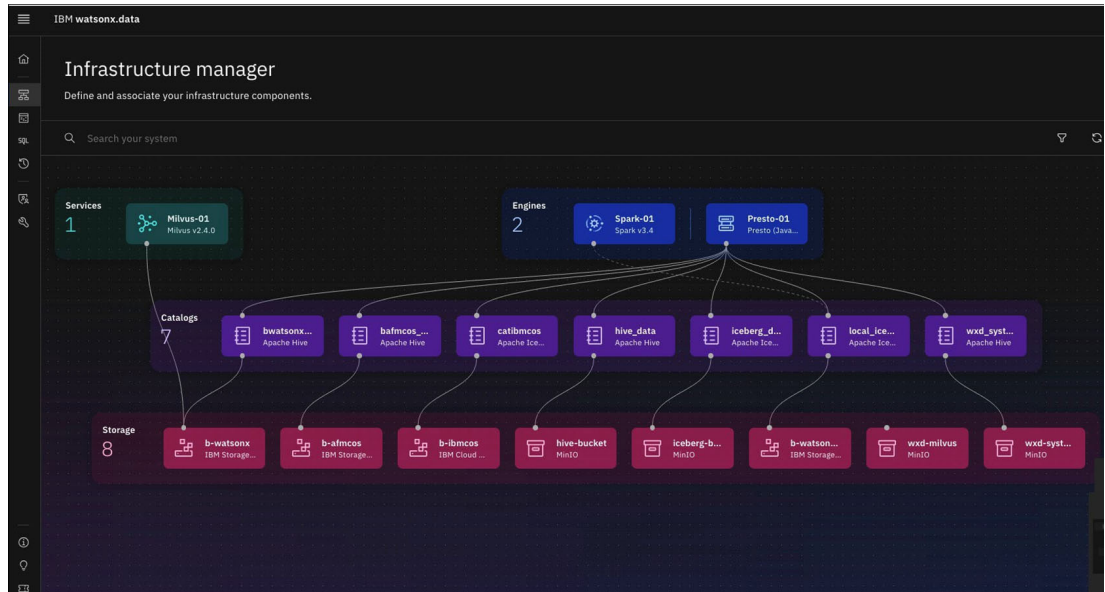 IBM watsonx.data
Infrastructure manager
Define and associate your infrastructure components.
Search your system
SQL
Services
1
Milvus-01
Milvus v2.4.0
Engines
2
Spark-01
Spark v3.4
Presto-01
Presto (Java...
Catalogs
7
bwatsonx...
Apache Hive
bafmcos_...
Apache Hive
catibmcos
Apache Ice...
hive_data
Apache Hive
iceberg_d...
Apache Ice...
local_ice...
Apache Ice...
wxd_syst...
Apache Hive
Storage
8
b-watsonx
IBM Storage...
b-afmcos
IBM Storage...
b-ibmcos
IBM Cloud ...
hive-bucket
MinIO
iceberg-b...
MinIO
b-watson...
IBM Storage...
wxd-milvus
MinIO
wxd-syst...
MinIO